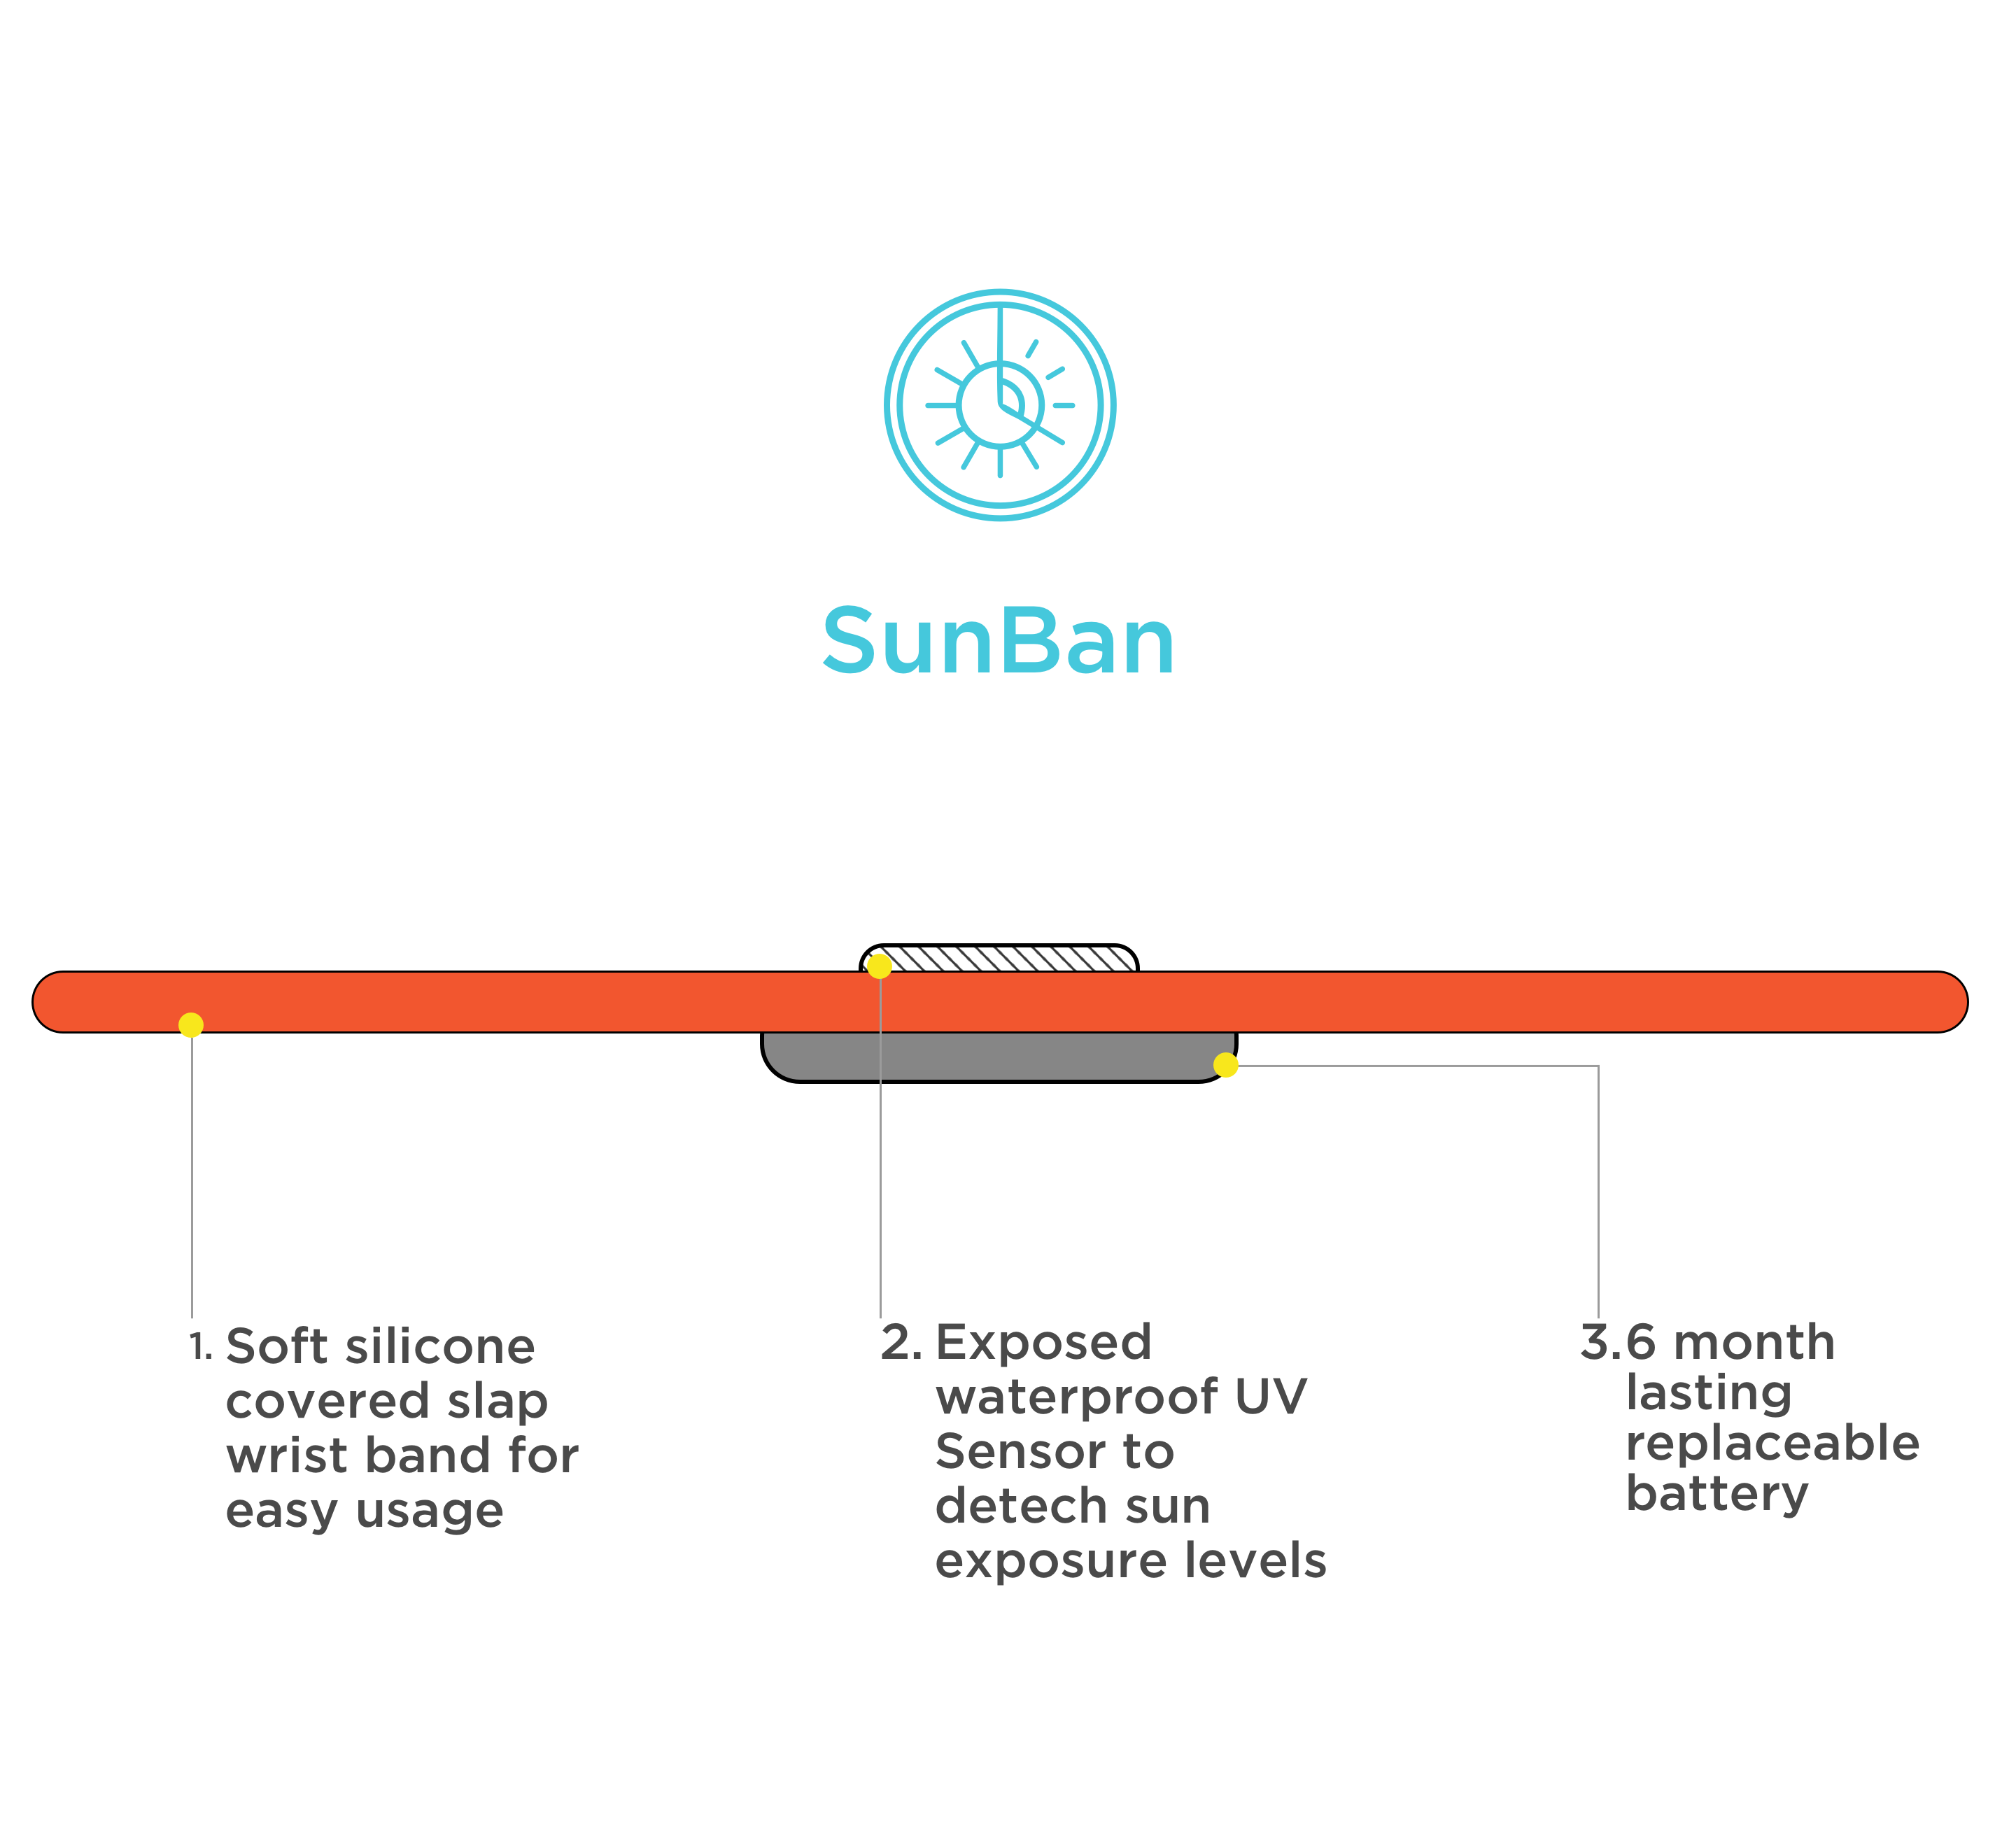 SunBan
1. Soft silicone
covered slap
wrist band for
easy usage
2. Exposed
waterproof UV
Sensor to
detech sun
exposure levels
3.6 month
lasting
replaceable
battery